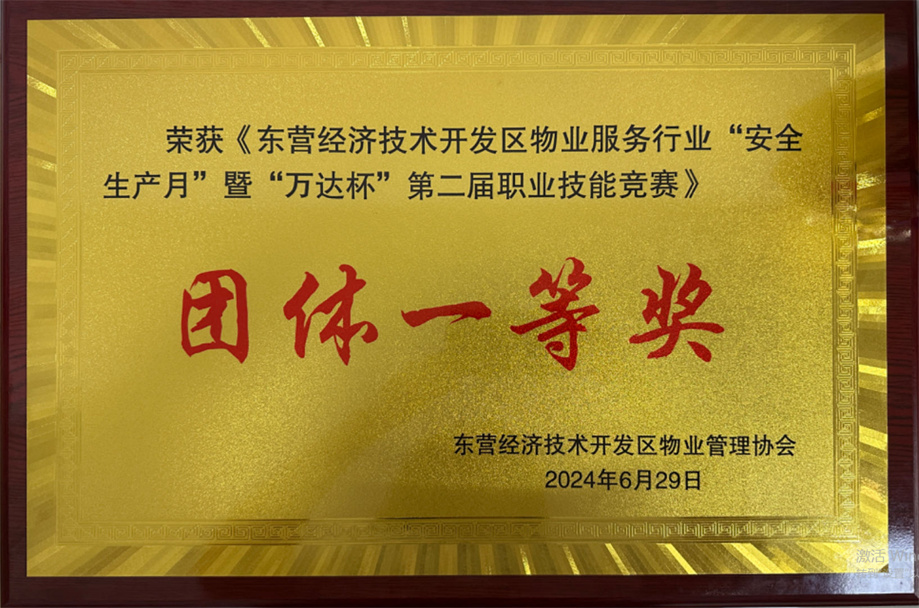 荣获《东营经济技术开发区物业服务行业“安全
生产月”暨“万达杯”第二届职业技能竞赛》
团体一等奖
东营经济技术开发区物业管理协会
2024年6月29日
激活